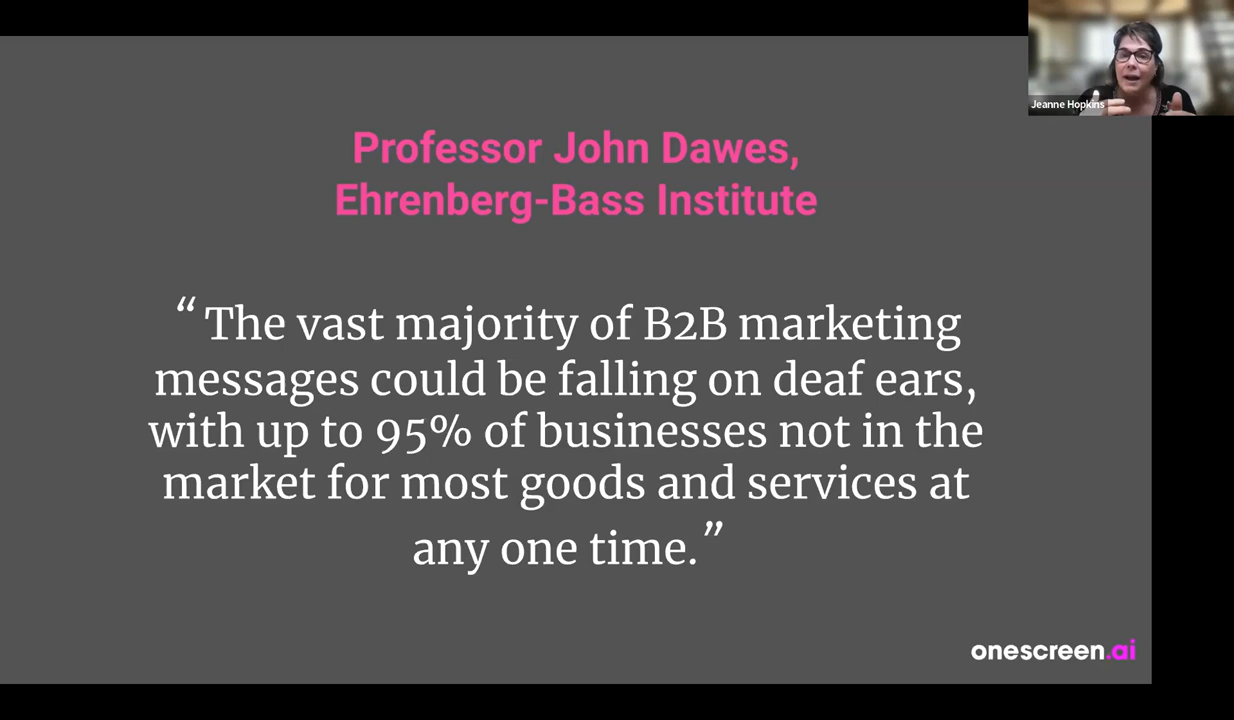 Jeanne Hopkins
Professor John Dawes,
Ehrenberg-Bass Institute
“The vast majority of B2B marketing
messages could be falling on deaf ears,
with up to 95% of businesses not in the
market for most goods and services at
any one time.”
onescreen.ai